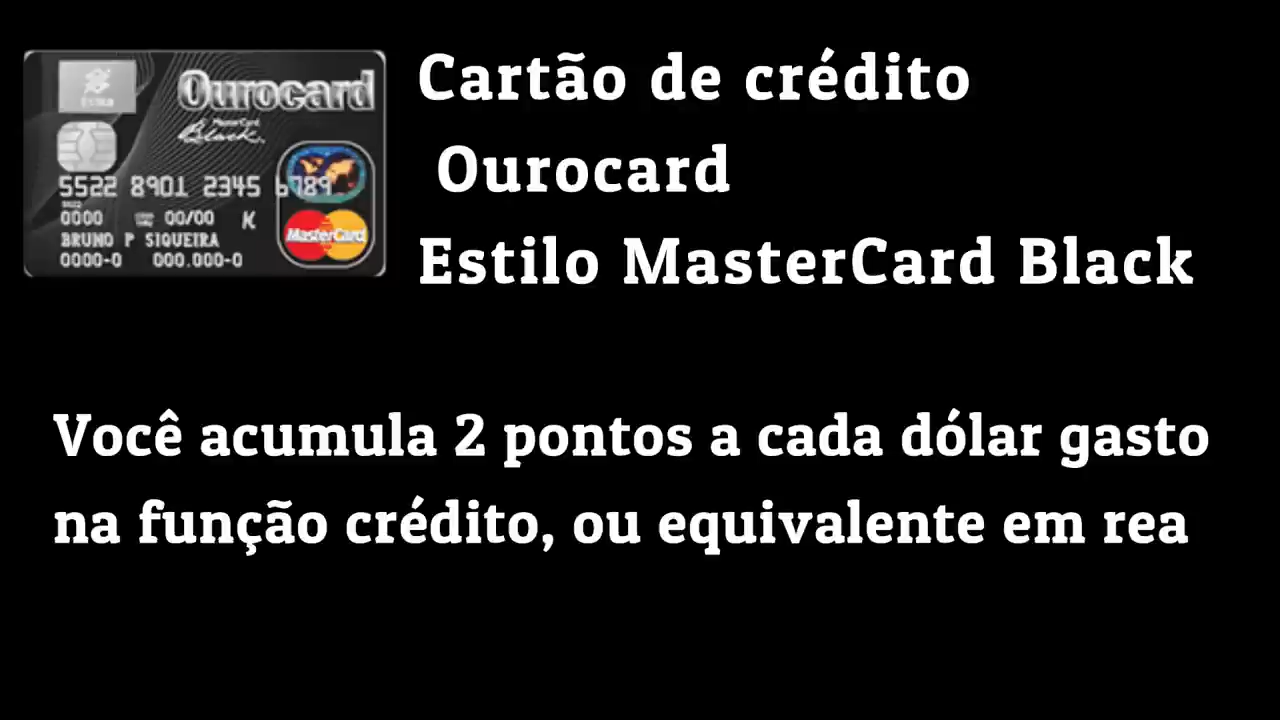 Ourocard
MasterCard
Black
5522 8901 2345 6789
0000 00/00 K
BRUNO P SIQUEIRA
0000-0 000.000-0
MasterCard
Cartão de crédito
Ourocard
Estilo MasterCard Black
Você acumula 2 pontos a cada dólar gasto
na função crédito, ou equivalente em rea